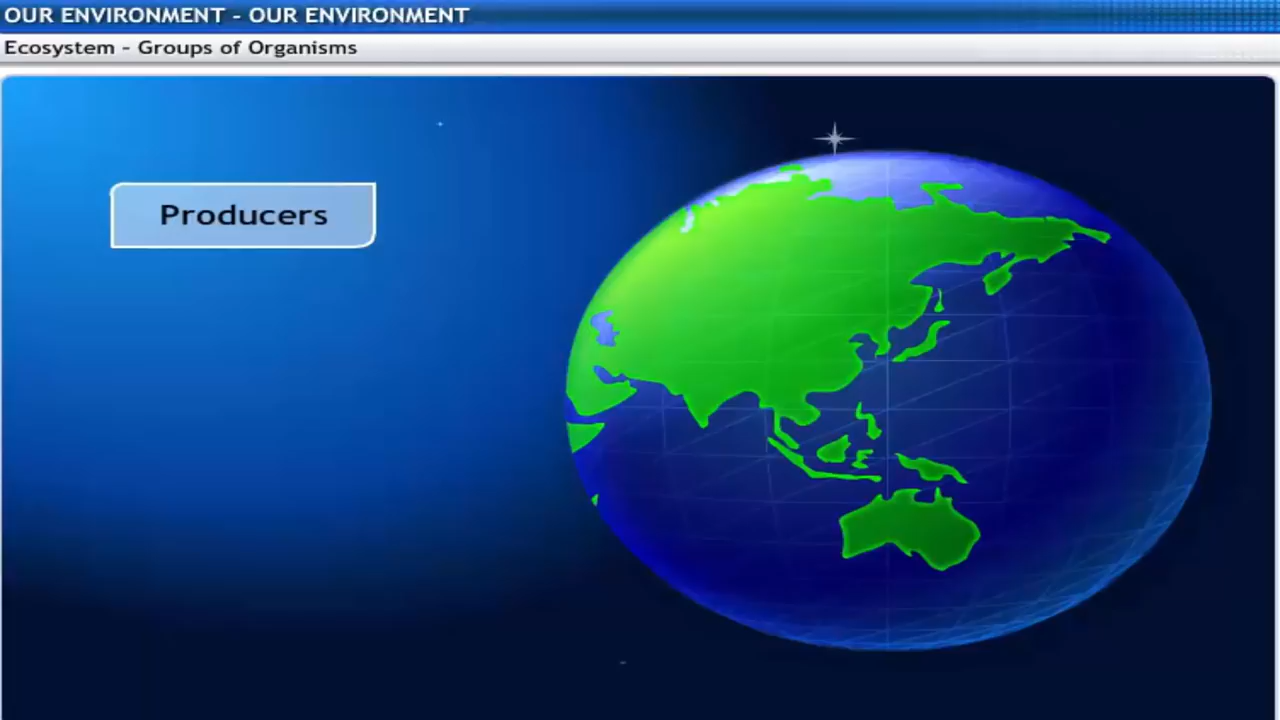 OUR ENVIRONMENT - OUR ENVIRONMENT
Ecosystem - Groups of Organisms
Producers